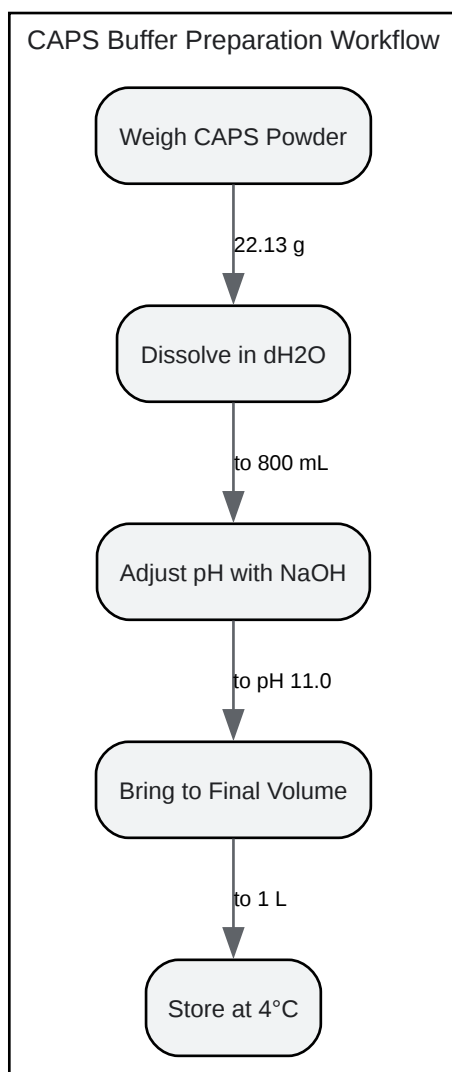 CAPS Buffer Preparation Workflow
Weigh CAPS Powder
22.13 g
Dissolve in dH2O
to 800 mL
Adjust pH with NaOH
to pH 11.0
Bring to Final Volume
to 1 L
Store at 4°C